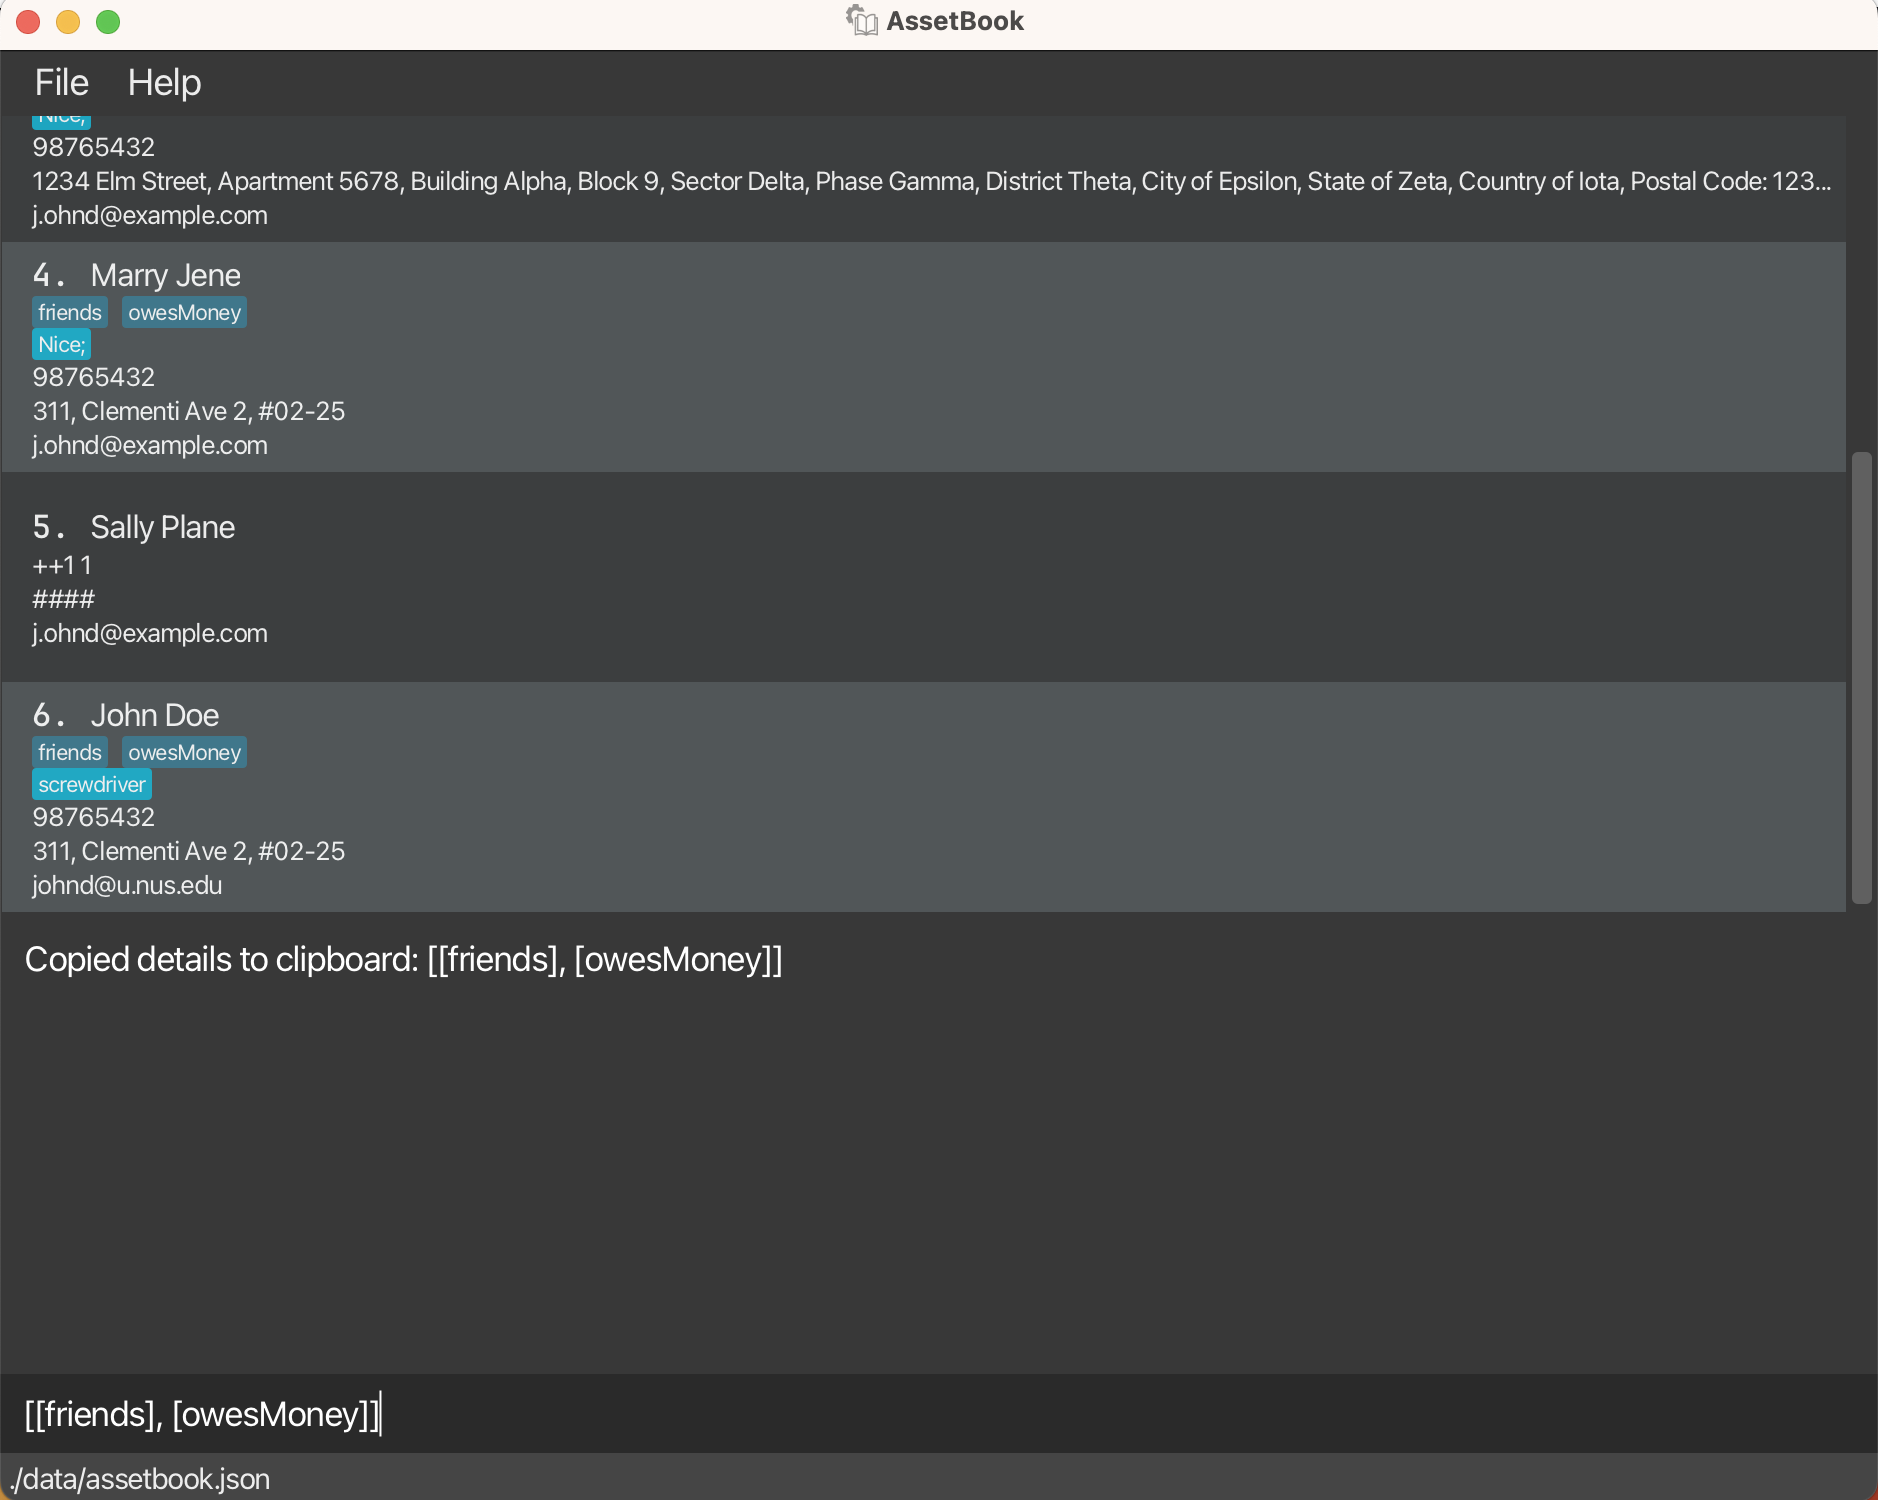 AssetBook
File Help
Nice;
98765432
1234 Elm Street, Apartment 5678, Building Alpha, Block 9, Sector Delta, Phase Gamma, District Theta, City of Epsilon, State of Zeta, Country of Iota, Postal Code: 123...
j.ohnd@example.com
4. Marry Jene
friends owesMoney
Nice;
98765432
311, Clementi Ave 2, #02-25
j.ohnd@example.com
5. Sally Plane
++1 1
####
j.ohnd@example.com
6. John Doe
friends owesMoney
screwdriver
98765432
311, Clementi Ave 2, #02-25
johnd@u.nus.edu
Copied details to clipboard: [[friends], [owesMoney]]
[[friends], [owesMoney]]
./data/assetbook.json